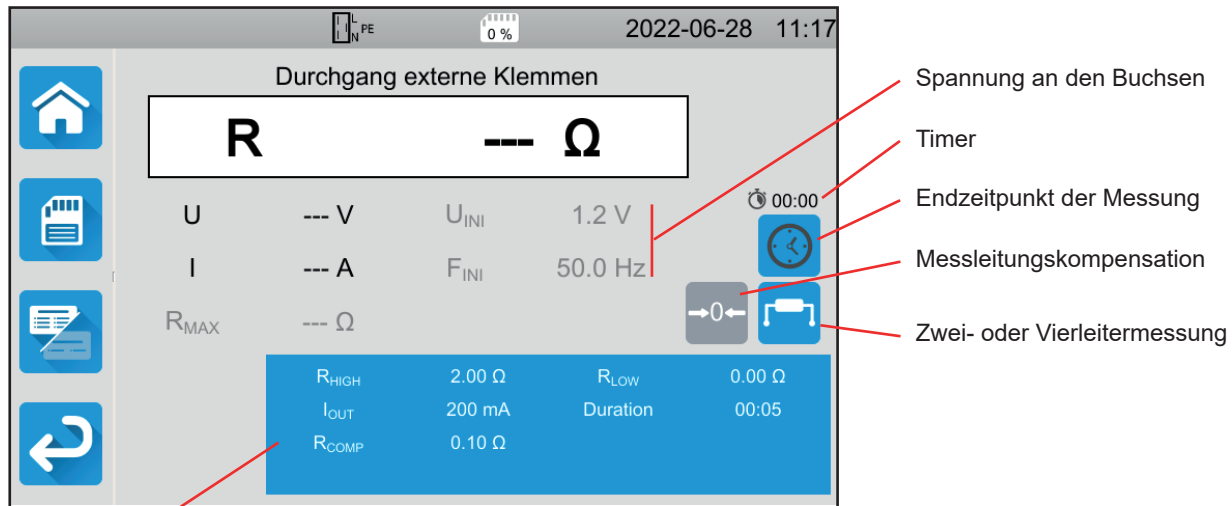 L
N PE
0 %
2022-06-28 11:17
Durchgang externe Klemmen
R --- Ω
U --- V U_INI 1.2 V
I --- A F_INI 50.0 Hz
R_MAX --- Ω
00:00
→0←
R_HIGH 2.00 Ω R_LOW 0.00 Ω
I_OUT 200 mA Duration 00:05
R_COMP 0.10 Ω
Spannung an den Buchsen
Timer
Endzeitpunkt der Messung
Messleitungskompensation
Zwei- oder Vierleitermessung